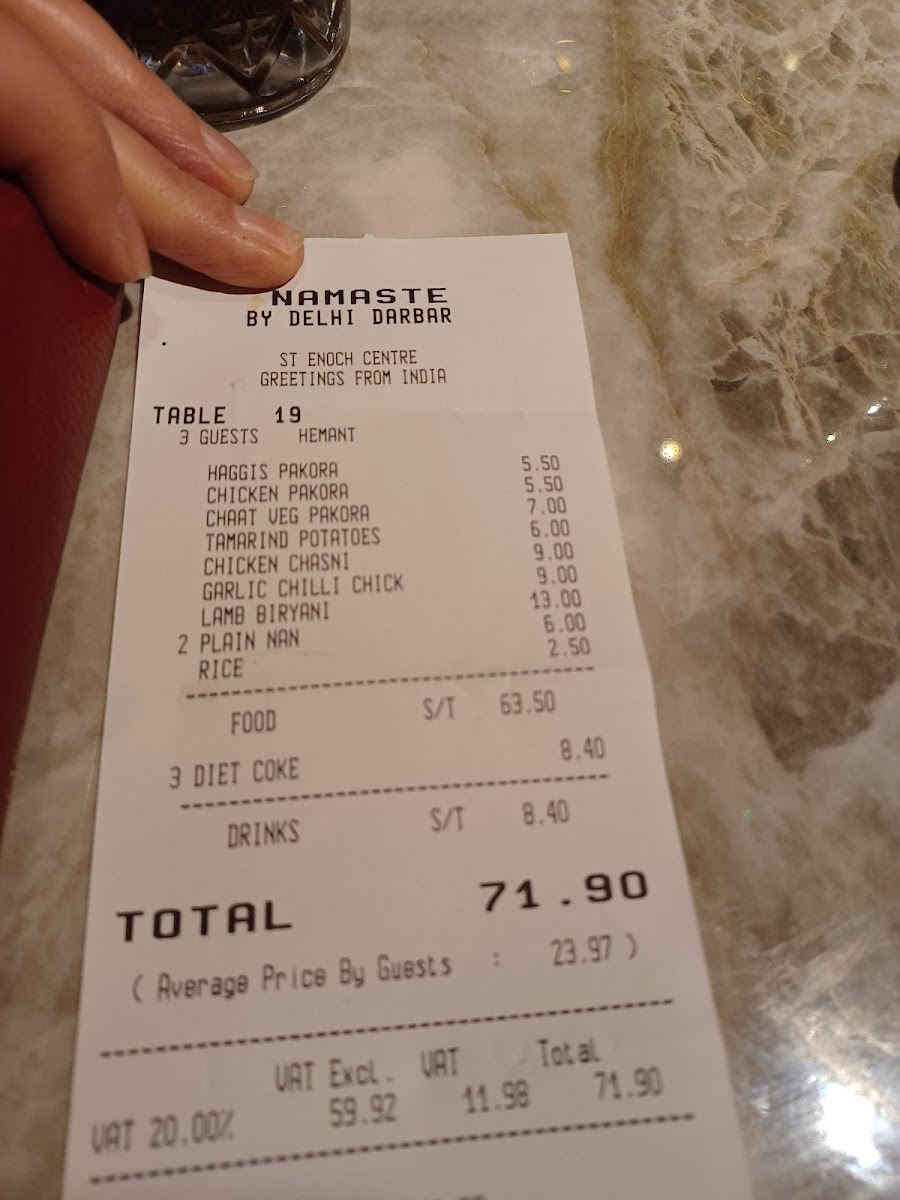 NAMASTE
BY DELHI DARBAR
ST ENOCH CENTRE
GREETINGS FROM INDIA
TABLE 19
3 GUESTS HEMANT
HAGGIS PAKORA 5.50
CHICKEN PAKORA 5.50
CHAAT VEG PAKORA 7.00
TAMARIND POTATOES 6.00
CHICKEN CHASNI 9.00
GARLIC CHILLI CHICK 9.00
LAMB BIRYANI 13.00
2 PLAIN NAN 6.00
RICE 2.50
FOOD S/T 63.50
3 DIET COKE 8.40
DRINKS S/T 8.40
TOTAL 71.90
( Average Price By Guests : 23.97 )
VAT Excl. VAT Total
VAT 20.00% 59.92 11.98 71.90